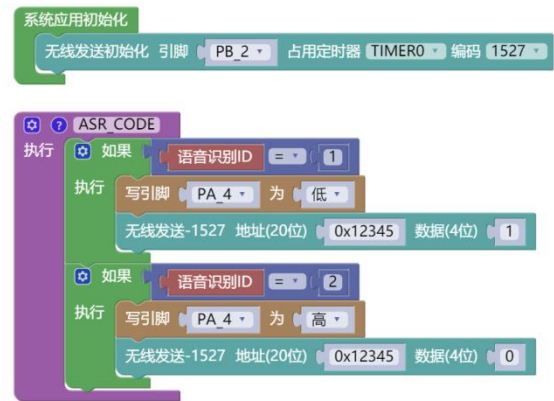 系统应用初始化
无线发送初始化 引脚 PB_2 占用定时器 TIMER0 编码 1527
ASR_CODE
执行 如果 语音识别ID = 1
执行 写引脚 PA_4 为 低
无线发送-1527 地址(20位) 0x12345 数据(4位) 1
如果 语音识别ID = 2
执行 写引脚 PA_4 为 高
无线发送-1527 地址(20位) 0x12345 数据(4位) 0